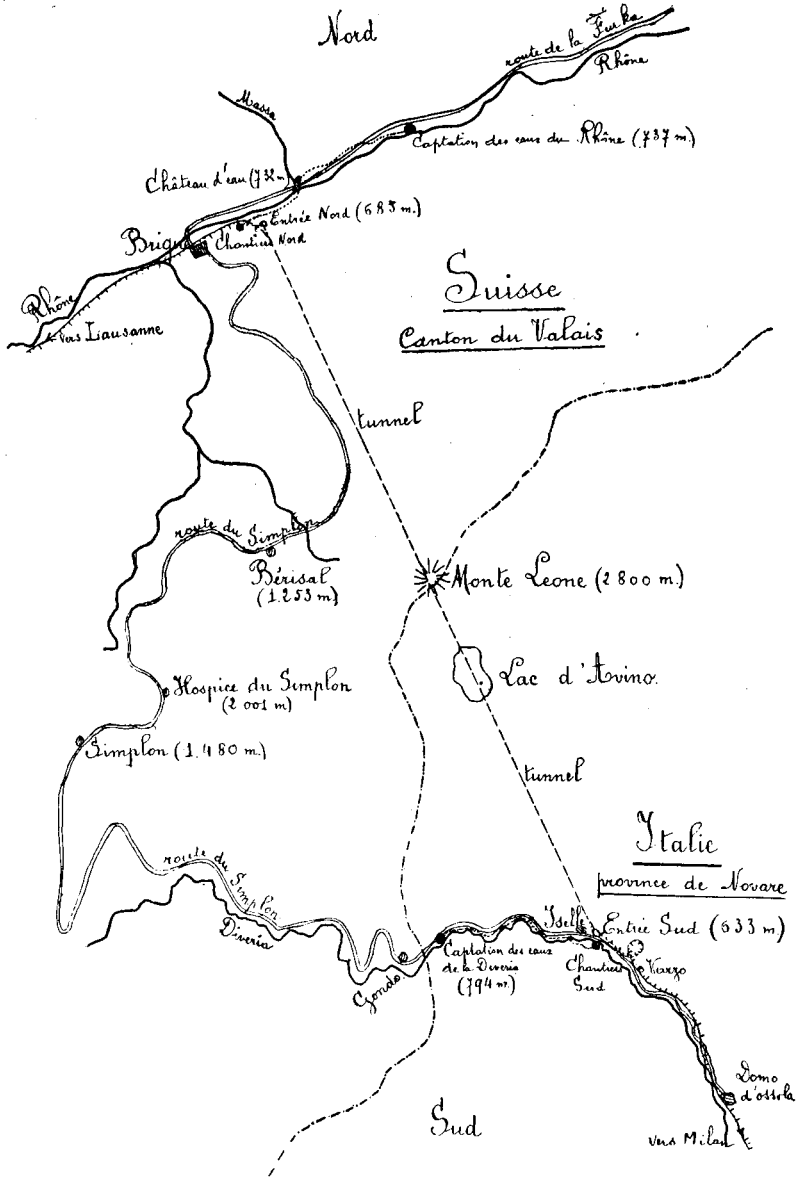 Nord
route de la Furka
Rhône
Massa
Captation des eaux du Rhône (737 m.)
Château d'eau (732 m)
Entrée Nord (685 m.)
Brigue
Chantier Nord
Rhône
vers Lausanne
Suisse
Canton du Valais
tunnel
route du Simplon
Bérisal
(1.253 m)
Monte Leone (2 800 m)
Lac d'Avino
Hospice du Simplon
(2 001 m)
Simplon (1.480 m.)
tunnel
Italie
province de Novare
route du Simplon
Diveria
Iselle
Entrée Sud (633 m)
Captation des eaux
de la Diveria
(794 m.)
Chantier
Sud
Varzo
Gondo
Domo
d'ossola
Sud
vers Milan